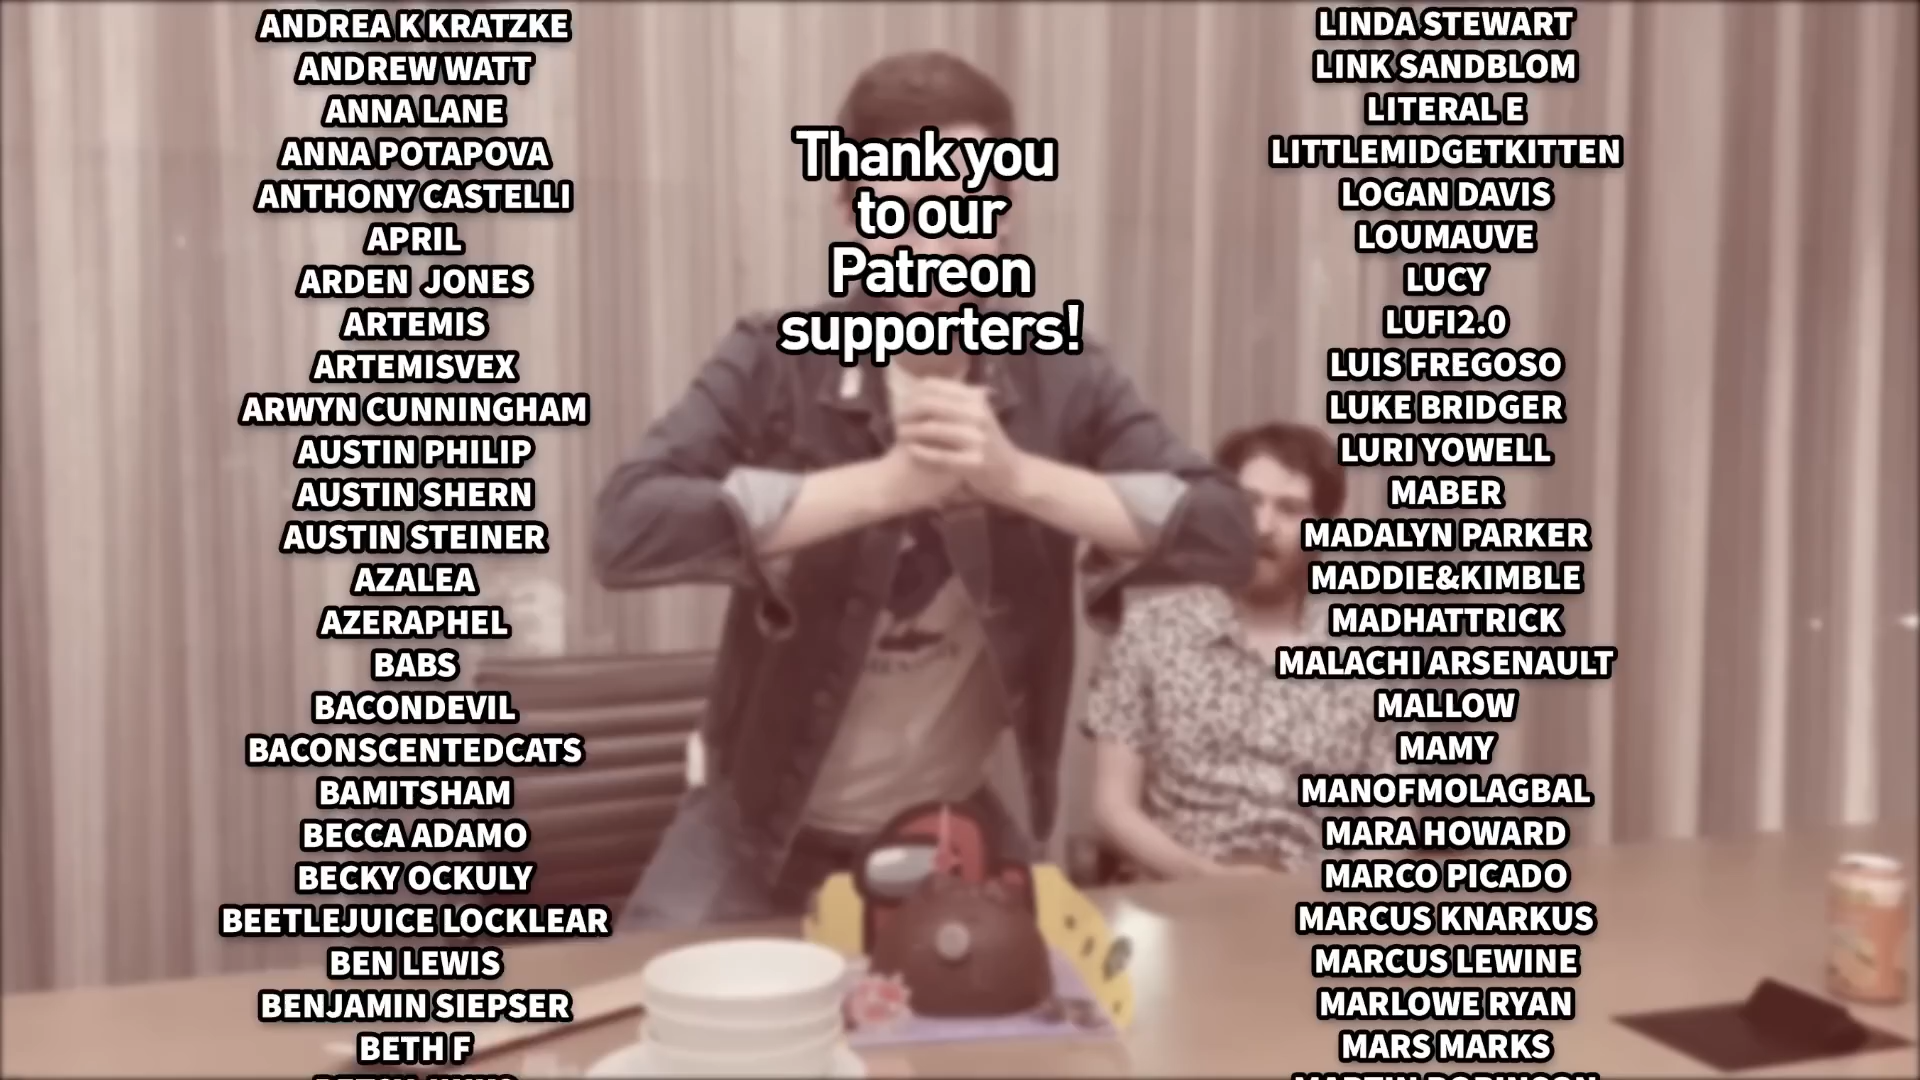 ANDREA K KRATZKE
ANDREW WATT
ANNA LANE
ANNA POTAPOVA
ANTHONY CASTELLI
APRIL
ARDEN JONES
ARTEMIS
ARTEMISVEX
ARWYN CUNNINGHAM
AUSTIN PHILIP
AUSTIN SHERN
AUSTIN STEINER
AZALEA
AZERAPHEL
BABS
BACONDEVIL
BACONSCENTEDCATS
BAMITSHAM
BECCA ADAMO
BECKY OCKULY
BEETLEJUICE LOCKLEAR
BEN LEWIS
BENJAMIN SIEPSER
BETH F
Thank you
to our
Patreon
supporters!
LINDA STEWART
LINK SANDBLOM
LITERAL E
LITTLEMIDGETKITTEN
LOGAN DAVIS
LOUMAUVE
LUCY
LUFI2.0
LUIS FREGOSO
LUKE BRIDGER
LURI YOWELL
MABER
MADALYN PARKER
MADDIE&KIMBLE
MADHATTRICK
MALACHI ARSENAULT
MALLOW
MAMY
MANOFMOLAGBAL
MARA HOWARD
MARCO PICADO
MARCUS KNARKUS
MARCUS LEWINE
MARLOWE RYAN
MARS MARKS
MARTIN ROBINSON